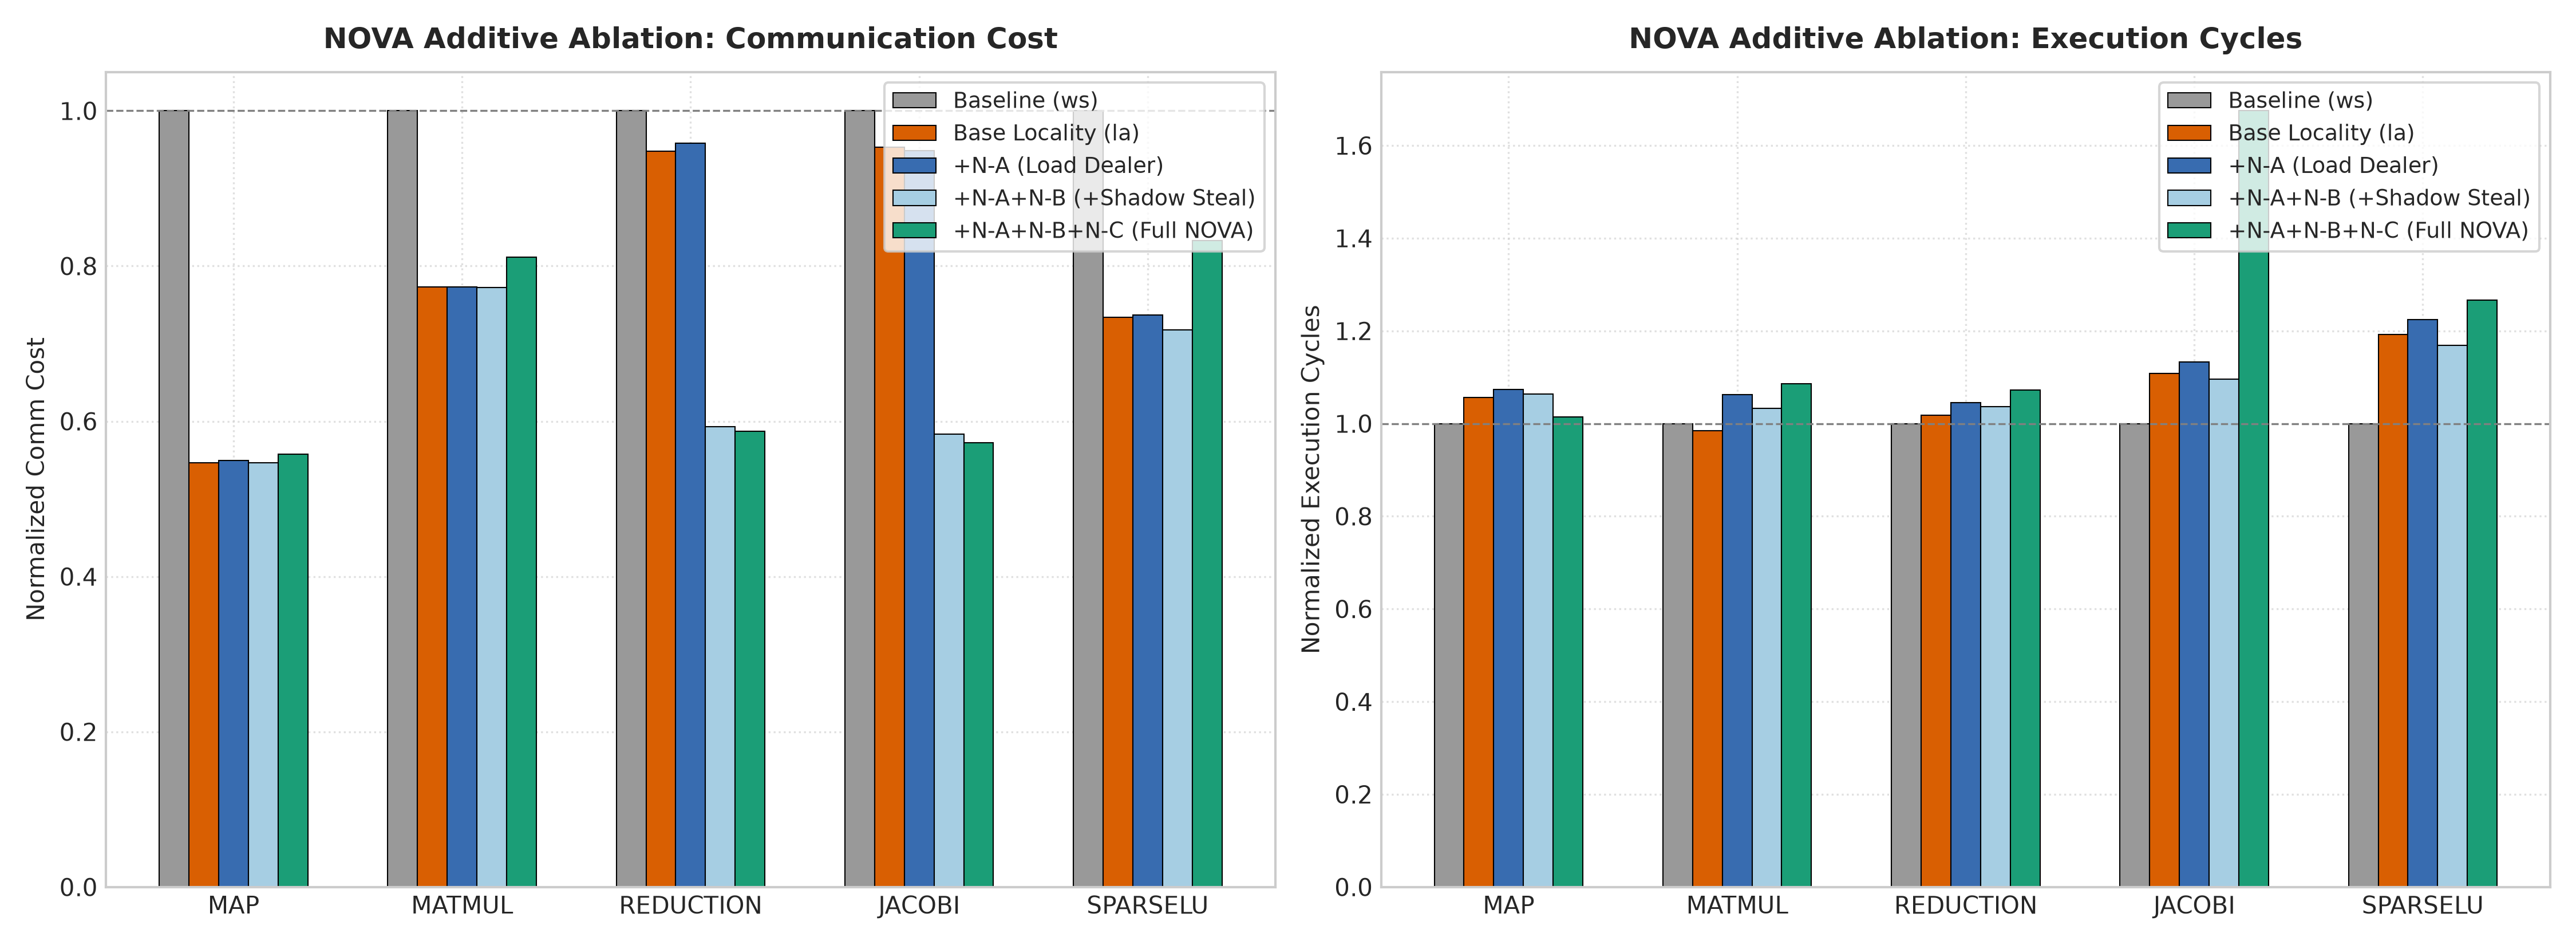 NOVA Additive Ablation: Communication Cost
Normalized Comm Cost
1.0
0.8
0.6
0.4
0.2
0.0
Baseline (ws)
Base Locality (la)
+N-A (Load Dealer)
+N-A+N-B (+Shadow Steal)
+N-A+N-B+N-C (Full NOVA)
MAP
MATMUL
REDUCTION
JACOBI
SPARSELU
NOVA Additive Ablation: Execution Cycles
Normalized Execution Cycles
1.6
1.4
1.2
1.0
0.8
0.6
0.4
0.2
0.0
Baseline (ws)
Base Locality (la)
+N-A (Load Dealer)
+N-A+N-B (+Shadow Steal)
+N-A+N-B+N-C (Full NOVA)
MAP
MATMUL
REDUCTION
JACOBI
SPARSELU